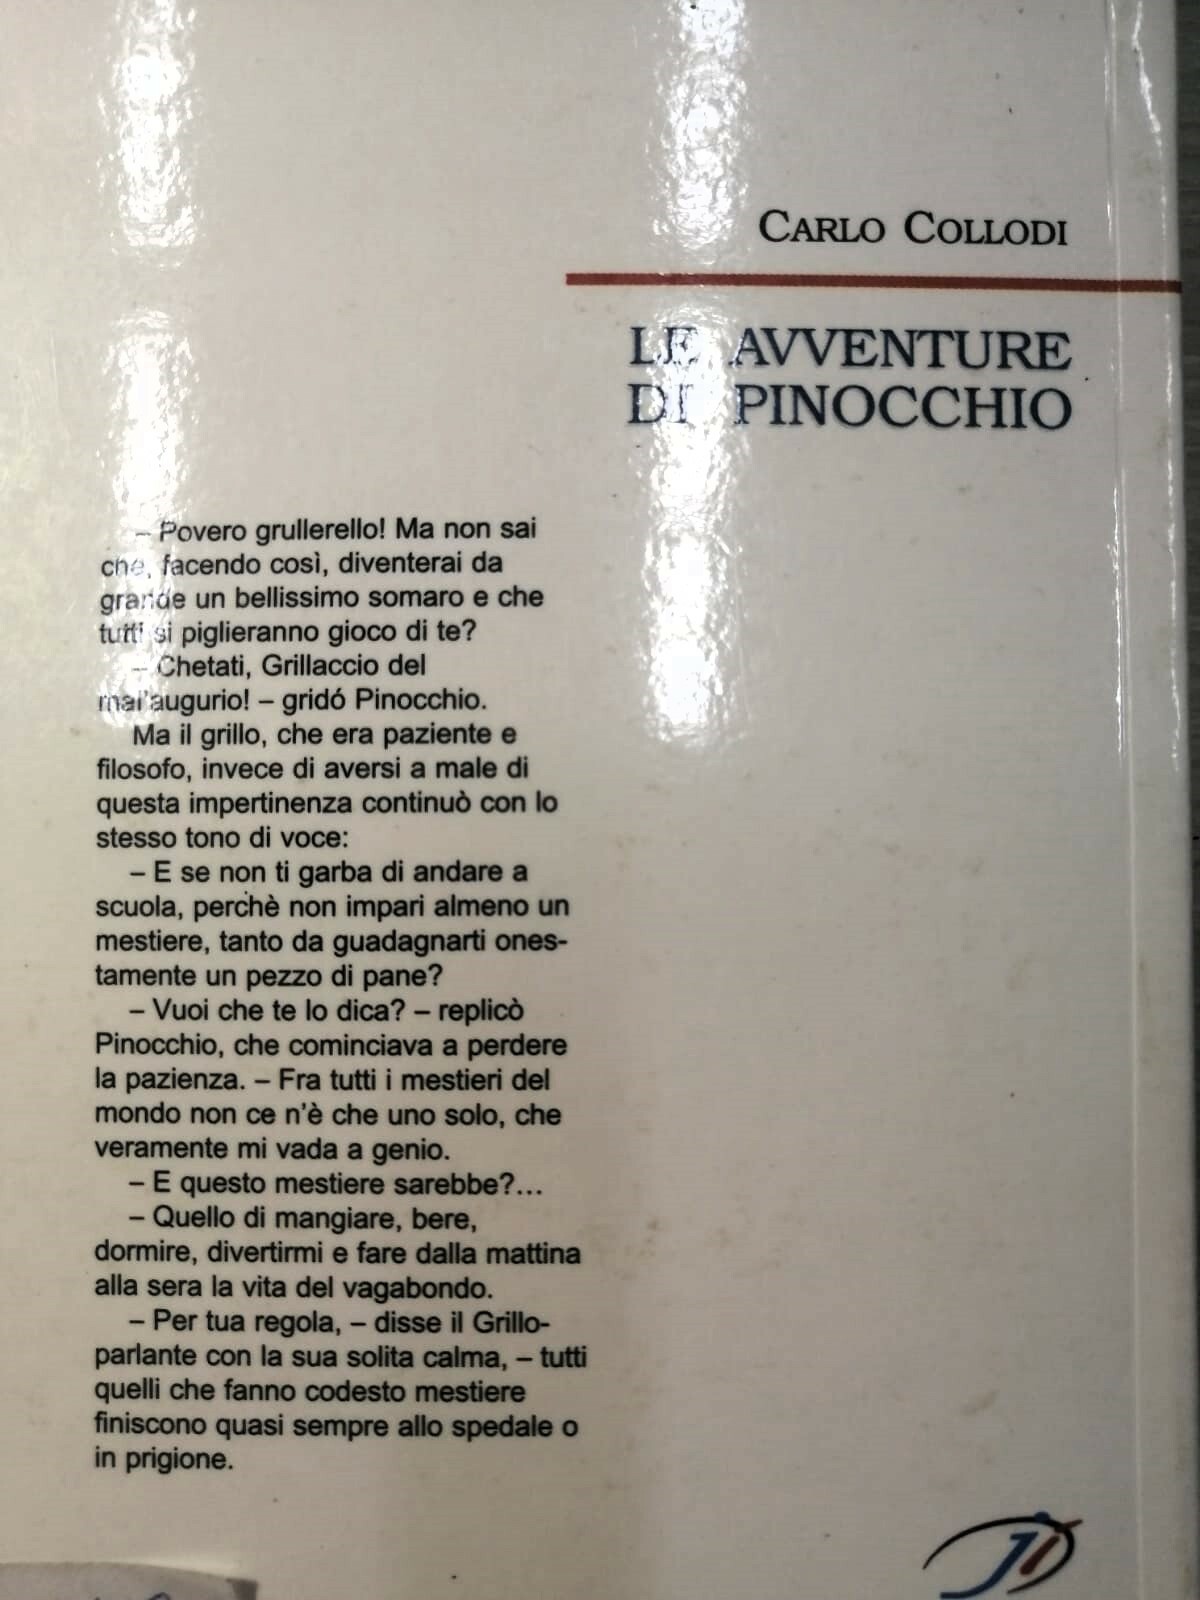 CARLO COLLODI
LE AVVENTURE
DI PINOCCHIO
– Povero grullerello! Ma non sai
che, facendo così, diventerai da
grande un bellissimo somaro e che
tutti si piglieranno gioco di te?
– Chetati, Grillaccio del
mal'augurio! – gridó Pinocchio.
Ma il grillo, che era paziente e
filosofo, invece di aversi a male di
questa impertinenza continuò con lo
stesso tono di voce:
– E se non ti garba di andare a
scuola, perchè non impari almeno un
mestiere, tanto da guadagnarti ones-
tamente un pezzo di pane?
– Vuoi che te lo dica? – replicò
Pinocchio, che cominciava a perdere
la pazienza. – Fra tutti i mestieri del
mondo non ce n'è che uno solo, che
veramente mi vada a genio.
– E questo mestiere sarebbe?...
– Quello di mangiare, bere,
dormire, divertirmi e fare dalla mattina
alla sera la vita del vagabondo.
– Per tua regola, – disse il Grillo-
parlante con la sua solita calma, – tutti
quelli che fanno codesto mestiere
finiscono quasi sempre allo spedale o
in prigione.